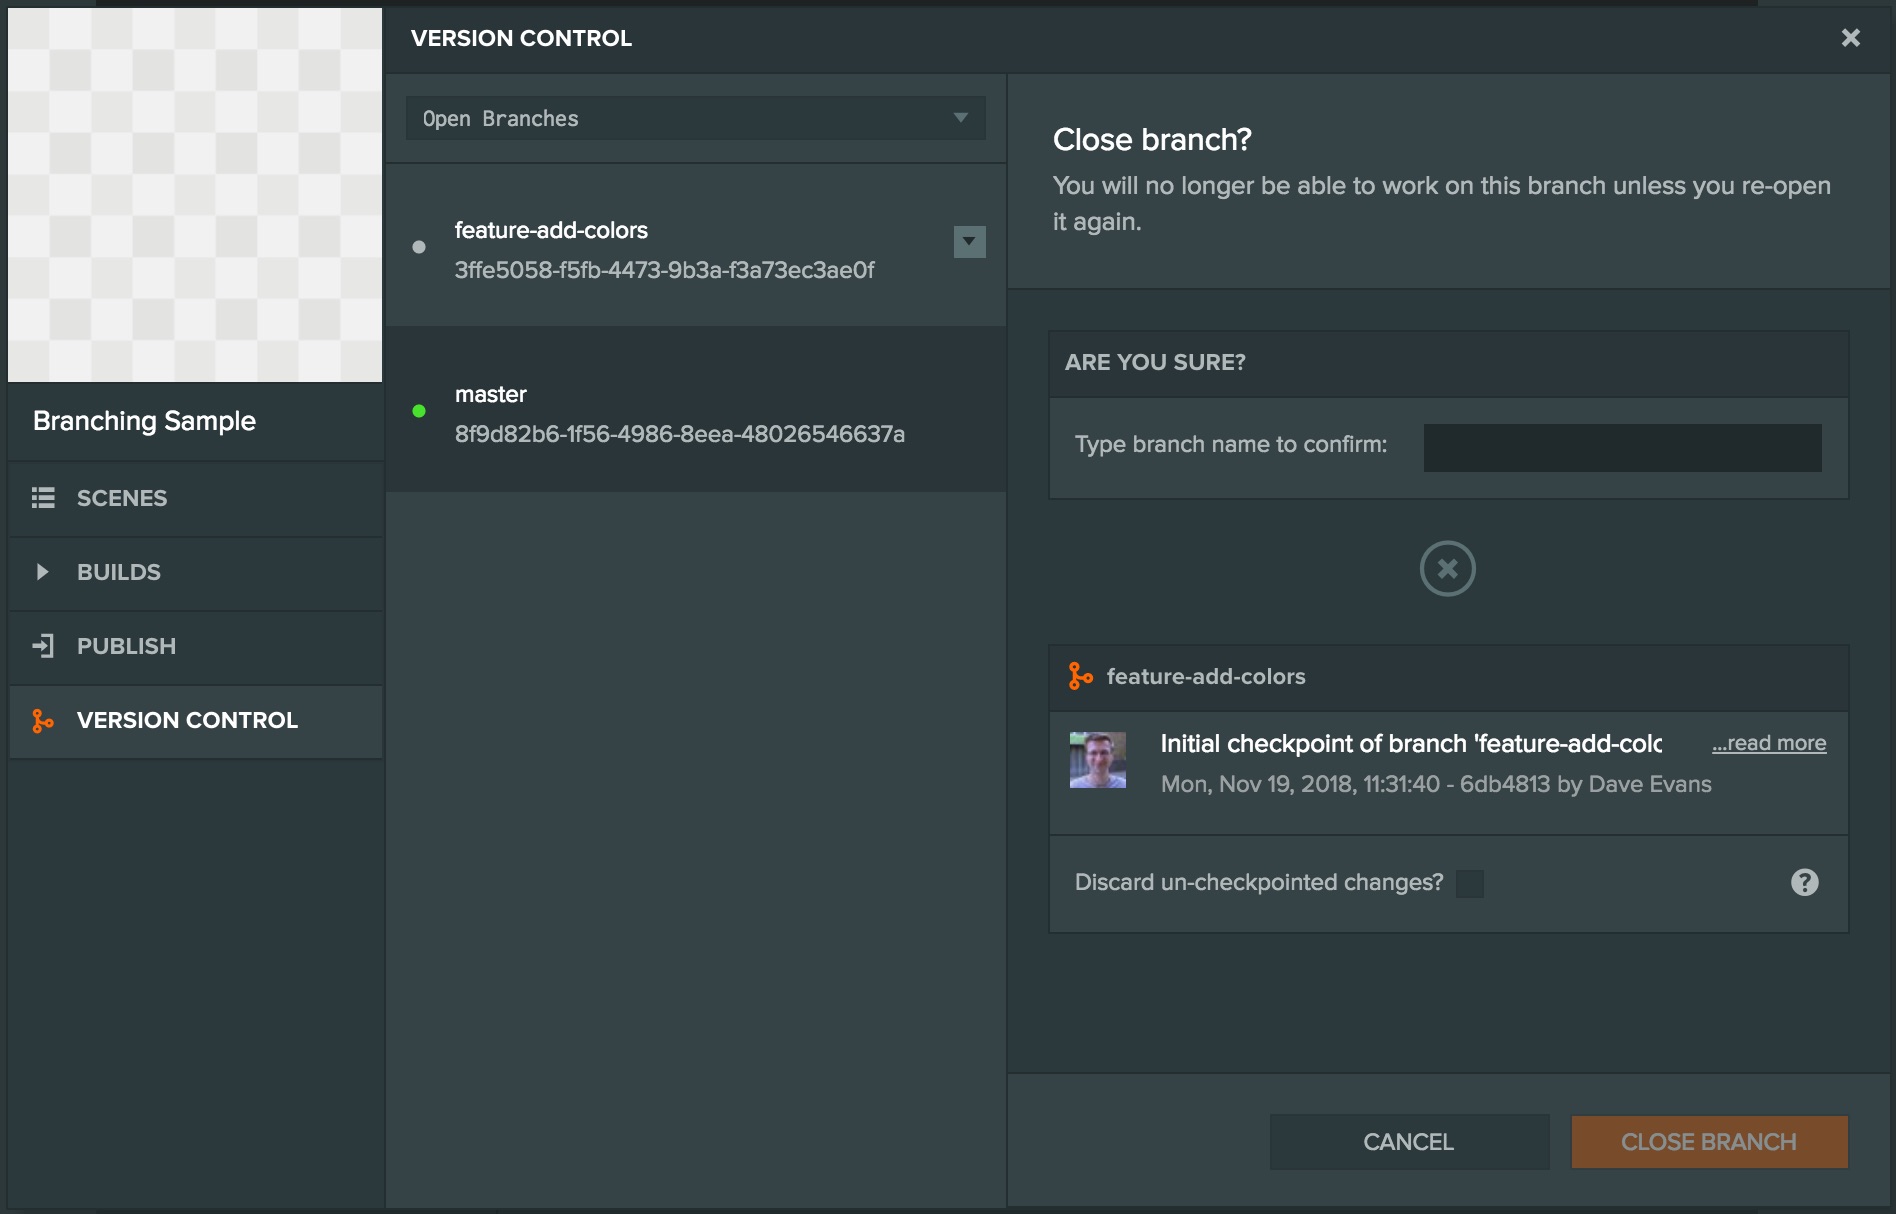 VERSION CONTROL
Open Branches
feature-add-colors
3ffe5058-f5fb-4473-9b3a-f3a73ec3ae0f
master
8f9d82b6-1f56-4986-8eea-48026546637a
Branching Sample
SCENES
BUILDS
PUBLISH
VERSION CONTROL
Close branch?
You will no longer be able to work on this branch unless you re-open
it again.
ARE YOU SURE?
Type branch name to confirm:
feature-add-colors
Initial checkpoint of branch 'feature-add-colc ...read more
Mon, Nov 19, 2018, 11:31:40 - 6db4813 by Dave Evans
Discard un-checkpointed changes? ?
CANCEL CLOSE BRANCH